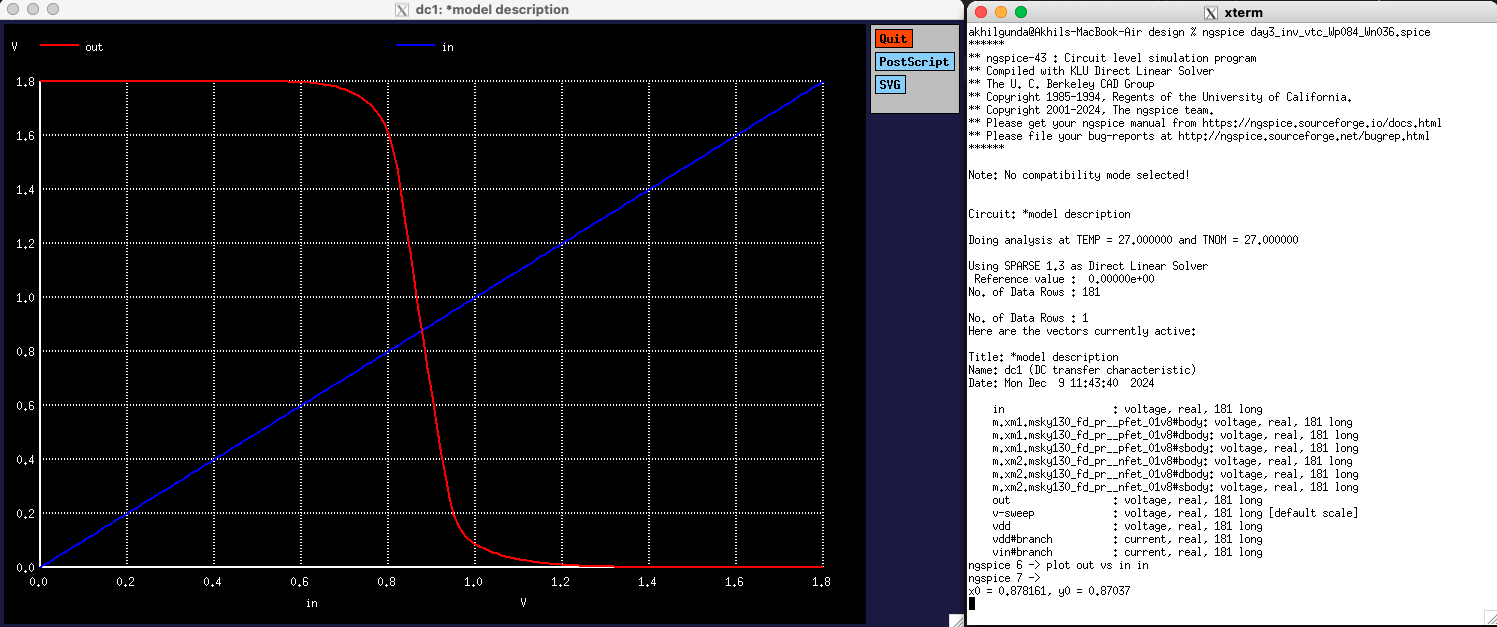 dc1: *model description
V out in
Quit
PostScript
SVG
1.8
1.6
1.4
1.2
1.0
0.8
0.6
0.4
0.2
0.0
0.0 0.2 0.4 0.6 0.8 1.0 1.2 1.4 1.6 1.8
in V
xterm
akhilgunda@Akhils-MacBook-Air design % ngspice day3_inv_vtc_Wp084_Wn036.spice
******
** ngspice-43 : Circuit level simulation program
** Compiled with KLU Direct Linear Solver
** The U. C. Berkeley CAD Group
** Copyright 1985-1994, Regents of the University of California.
** Copyright 2001-2024, The ngspice team.
** Please get your ngspice manual from https://ngspice.sourceforge.io/docs.html
** Please file your bug-reports at http://ngspice.sourceforge.net/bugrep.html
******
Note: No compatibility mode selected!
Circuit: *model description
Doing analysis at TEMP = 27.000000 and TNOM = 27.000000
Using SPARSE 1.3 as Direct Linear Solver
Reference value :  0.00000e+00
No. of Data Rows : 181
No. of Data Rows : 1
Here are the vectors currently active:
Title: *model description
Name: dc1 (DC transfer characteristic)
Date: Mon Dec  9 11:43:40  2024
in : voltage, real, 181 long
m.xm1.msky130_fd_pr__pfet_01v8#body: voltage, real, 181 long
m.xm1.msky130_fd_pr__pfet_01v8#dbody: voltage, real, 181 long
m.xm1.msky130_fd_pr__pfet_01v8#sbody: voltage, real, 181 long
m.xm2.msky130_fd_pr__nfet_01v8#body: voltage, real, 181 long
m.xm2.msky130_fd_pr__nfet_01v8#dbody: voltage, real, 181 long
m.xm2.msky130_fd_pr__nfet_01v8#sbody: voltage, real, 181 long
out : voltage, real, 181 long
v-sweep : voltage, real, 181 long [default scale]
vdd : voltage, real, 181 long
vdd#branch : current, real, 181 long
vin#branch : current, real, 181 long
ngspice 6 -> plot out vs in in
ngspice 7 ->
x0 = 0.878161, y0 = 0.87037